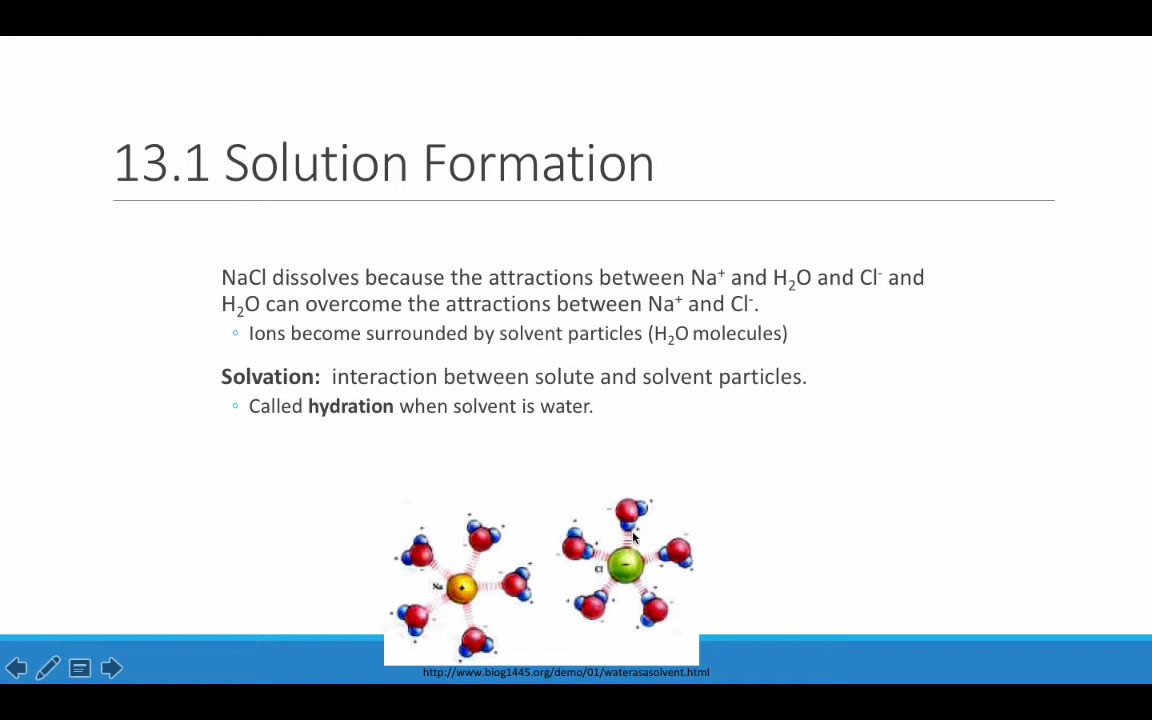 13.1 Solution Formation
NaCl dissolves because the attractions between Na⁺ and H₂O and Cl⁻ and
H₂O can overcome the attractions between Na⁺ and Cl⁻.
◦ Ions become surrounded by solvent particles (H₂O molecules)
Solvation: interaction between solute and solvent particles.
◦ Called hydration when solvent is water.
Na
+
Cl
-
http://www.biog1445.org/demo/01/waterasasolvent.html